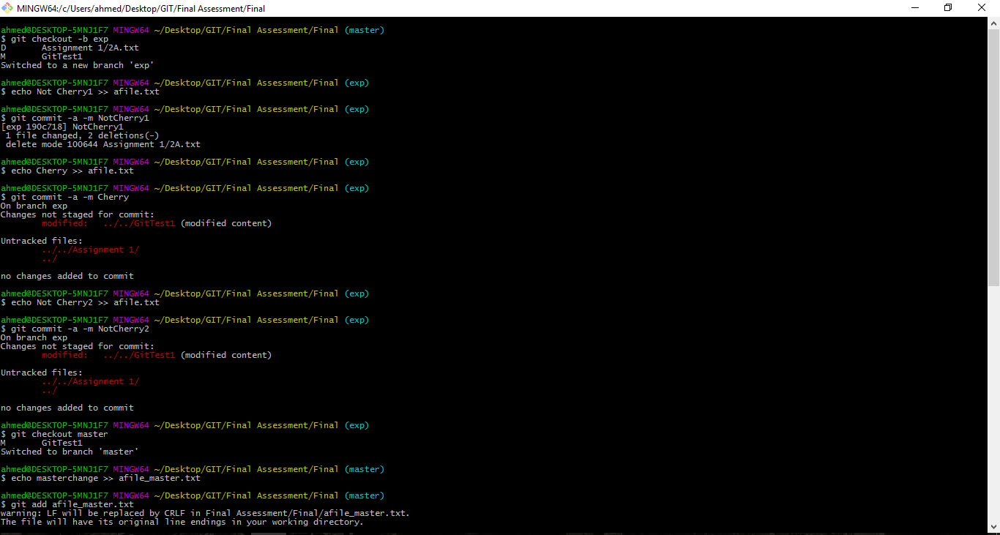 MINGW64:/c/Users/ahmed/Desktop/GIT/Final Assessment/Final
ahmed@DESKTOP-5MNJ1F7 MINGW64 ~/Desktop/GIT/Final Assessment/Final (master)
$ git checkout -b exp
D       Assignment 1/2A.txt
M       GitTest1
Switched to a new branch 'exp'
ahmed@DESKTOP-5MNJ1F7 MINGW64 ~/Desktop/GIT/Final Assessment/Final (exp)
$ echo Not Cherry1 >> afile.txt
ahmed@DESKTOP-5MNJ1F7 MINGW64 ~/Desktop/GIT/Final Assessment/Final (exp)
$ git commit -a -m NotCherry1
[exp 190c718] NotCherry1
 1 file changed, 2 deletions(-)
 delete mode 100644 Assignment 1/2A.txt
ahmed@DESKTOP-5MNJ1F7 MINGW64 ~/Desktop/GIT/Final Assessment/Final (exp)
$ echo Cherry >> afile.txt
ahmed@DESKTOP-5MNJ1F7 MINGW64 ~/Desktop/GIT/Final Assessment/Final (exp)
$ git commit -a -m Cherry
On branch exp
Changes not staged for commit:
        modified:   ../../GitTest1 (modified content)
Untracked files:
        ../../Assignment 1/
        ../
no changes added to commit
ahmed@DESKTOP-5MNJ1F7 MINGW64 ~/Desktop/GIT/Final Assessment/Final (exp)
$ echo Not Cherry2 >> afile.txt
ahmed@DESKTOP-5MNJ1F7 MINGW64 ~/Desktop/GIT/Final Assessment/Final (exp)
$ git commit -a -m NotCherry2
On branch exp
Changes not staged for commit:
        modified:   ../../GitTest1 (modified content)
Untracked files:
        ../../Assignment 1/
        ../
no changes added to commit
ahmed@DESKTOP-5MNJ1F7 MINGW64 ~/Desktop/GIT/Final Assessment/Final (exp)
$ git checkout master
M       GitTest1
Switched to branch 'master'
ahmed@DESKTOP-5MNJ1F7 MINGW64 ~/Desktop/GIT/Final Assessment/Final (master)
$ echo masterchange >> afile_master.txt
ahmed@DESKTOP-5MNJ1F7 MINGW64 ~/Desktop/GIT/Final Assessment/Final (master)
$ git add afile_master.txt
warning: LF will be replaced by CRLF in Final Assessment/Final/afile_master.txt.
The file will have its original line endings in your working directory.